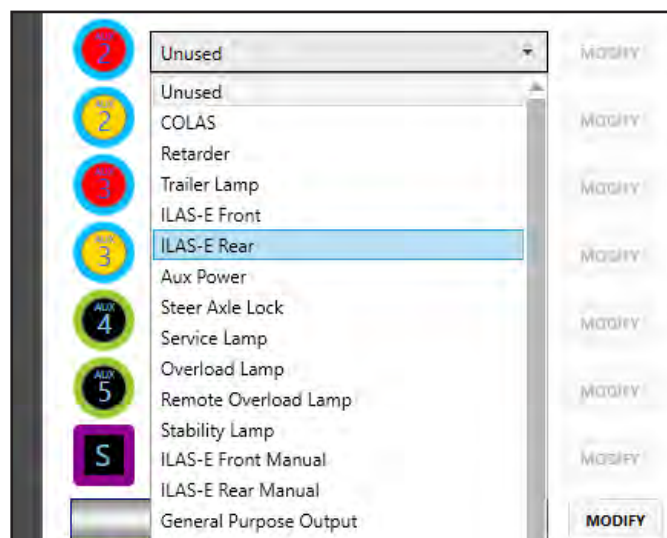 AUX
2
Unused
MODIFY
AUX
2
MODIFY
AUX
3
MODIFY
AUX
3
MODIFY
AUX
4
MODIFY
AUX
5
MODIFY
S
MODIFY
Unused
COLAS
Retarder
Trailer Lamp
ILAS-E Front
ILAS-E Rear
Aux Power
Steer Axle Lock
Service Lamp
Overload Lamp
Remote Overload Lamp
Stability Lamp
ILAS-E Front Manual
ILAS-E Rear Manual
General Purpose Output
MODIFY